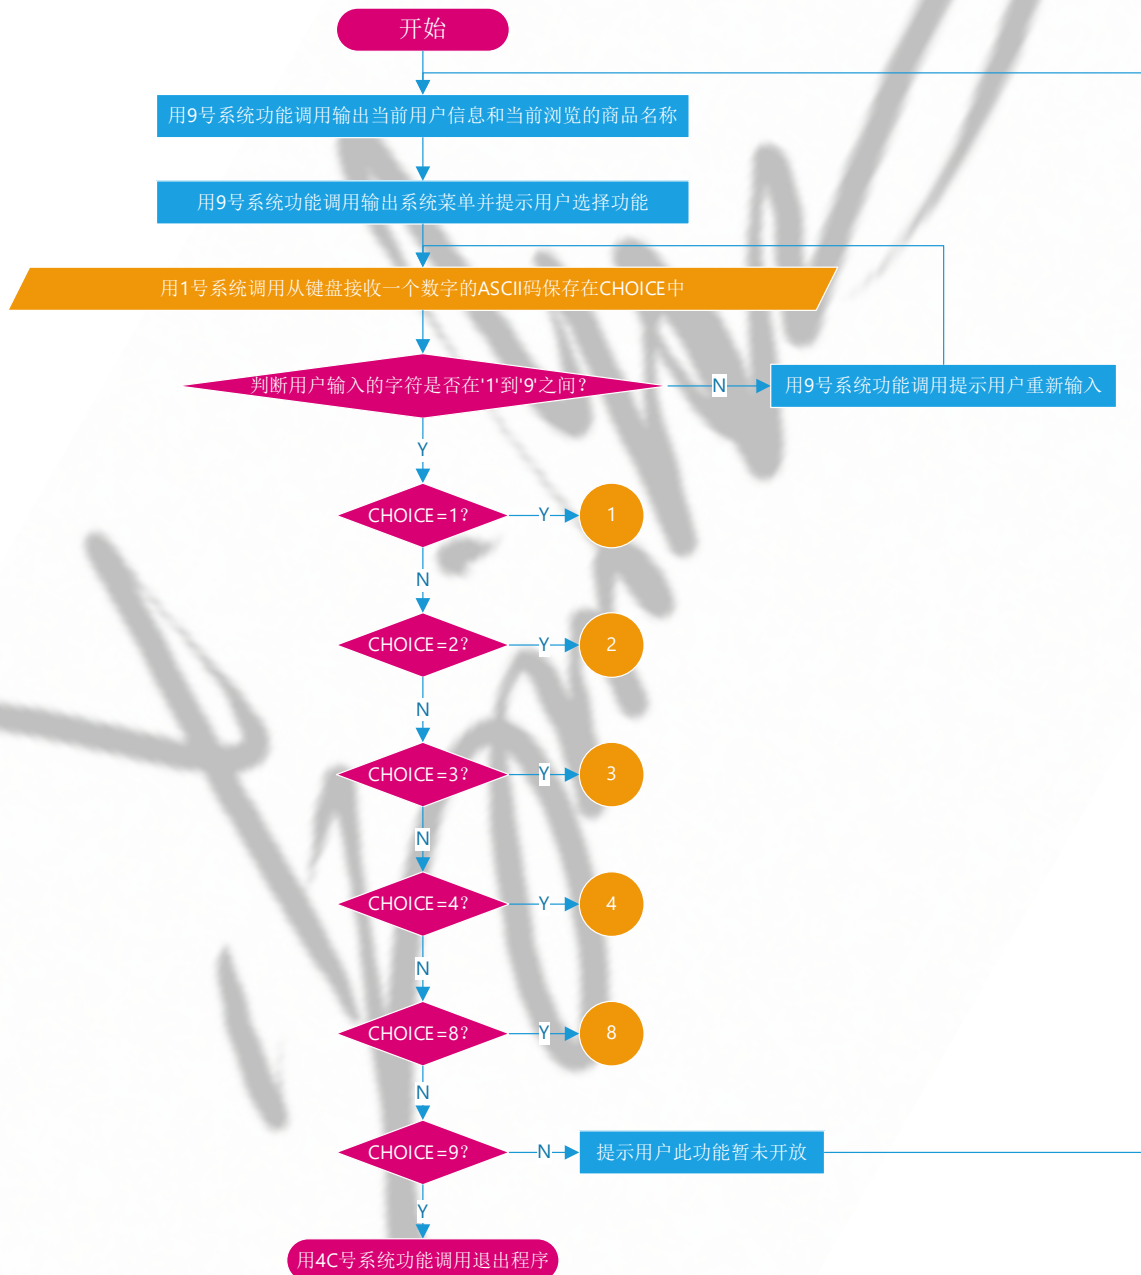 开始
用9号系统功能调用输出当前用户信息和当前浏览的商品名称
用9号系统功能调用输出系统菜单并提示用户选择功能
用1号系统调用从键盘接收一个数字的ASCII码保存在CHOICE中
判断用户输入的字符是否在'1'到'9'之间？
N
用9号系统功能调用提示用户重新输入
Y
CHOICE=1？
Y
1
N
CHOICE=2？
Y
2
N
CHOICE=3？
Y
3
N
CHOICE=4？
Y
4
N
CHOICE=8？
Y
8
N
CHOICE=9？
N
提示用户此功能暂未开放
Y
用4C号系统功能调用退出程序